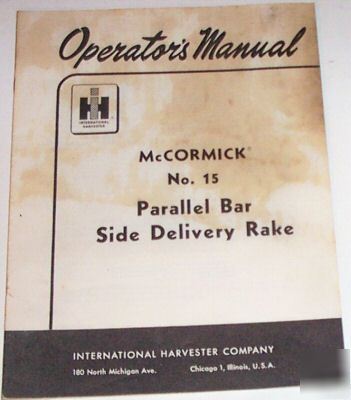 Operator's Manual
IH
INTERNATIONAL
HARVESTER
McCORMICK®
No. 15
Parallel Bar
Side Delivery Rake
INTERNATIONAL HARVESTER COMPANY
180 North Michigan Ave. Chicago 1, Illinois, U.S.A.